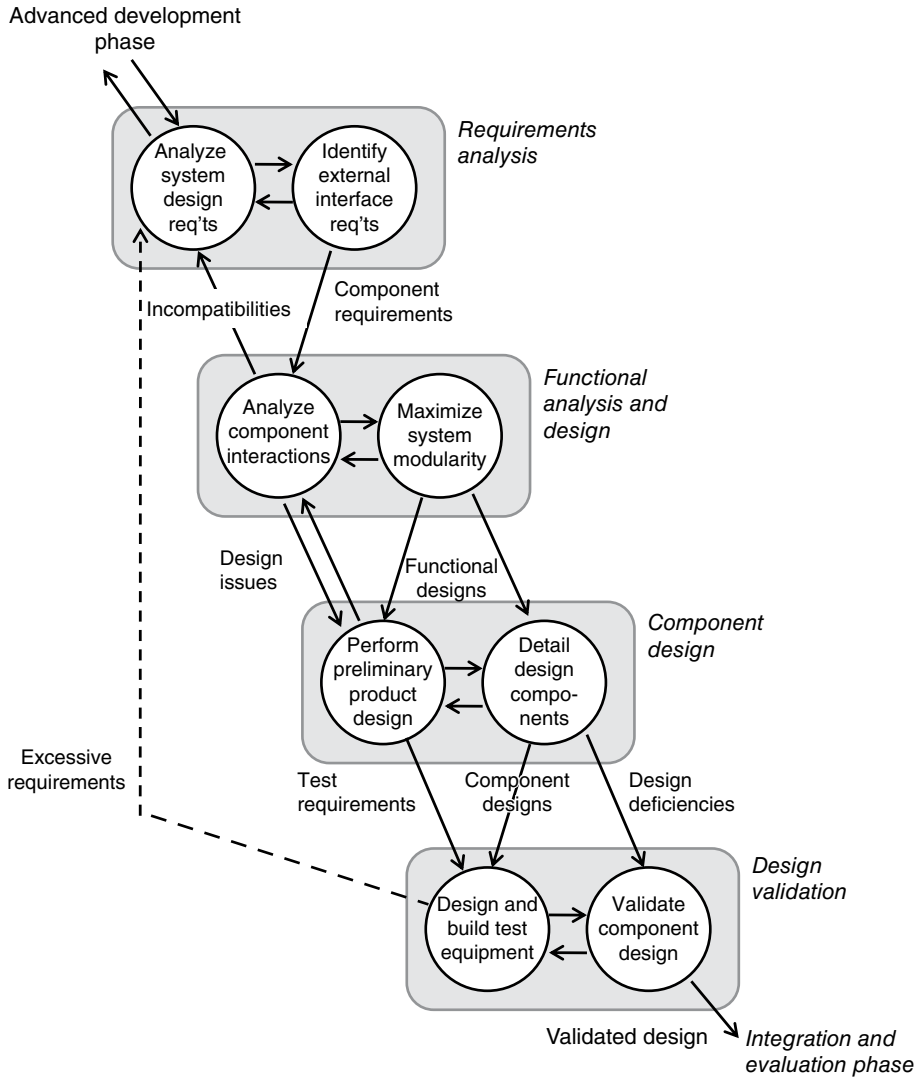 Advanced development
phase
Analyze
system
design
req'ts
Identify
external
interface
req'ts
Requirements
analysis
Incompatibilities
Component
requirements
Analyze
component
interactions
Maximize
system
modularity
Functional
analysis and
design
Design
issues
Functional
designs
Perform
preliminary
product
design
Detail
design
compo-
nents
Component
design
Excessive
requirements
Test
requirements
Component
designs
Design
deficiencies
Design and
build test
equipment
Validate
component
design
Design
validation
Validated design
Integration and
evaluation phase